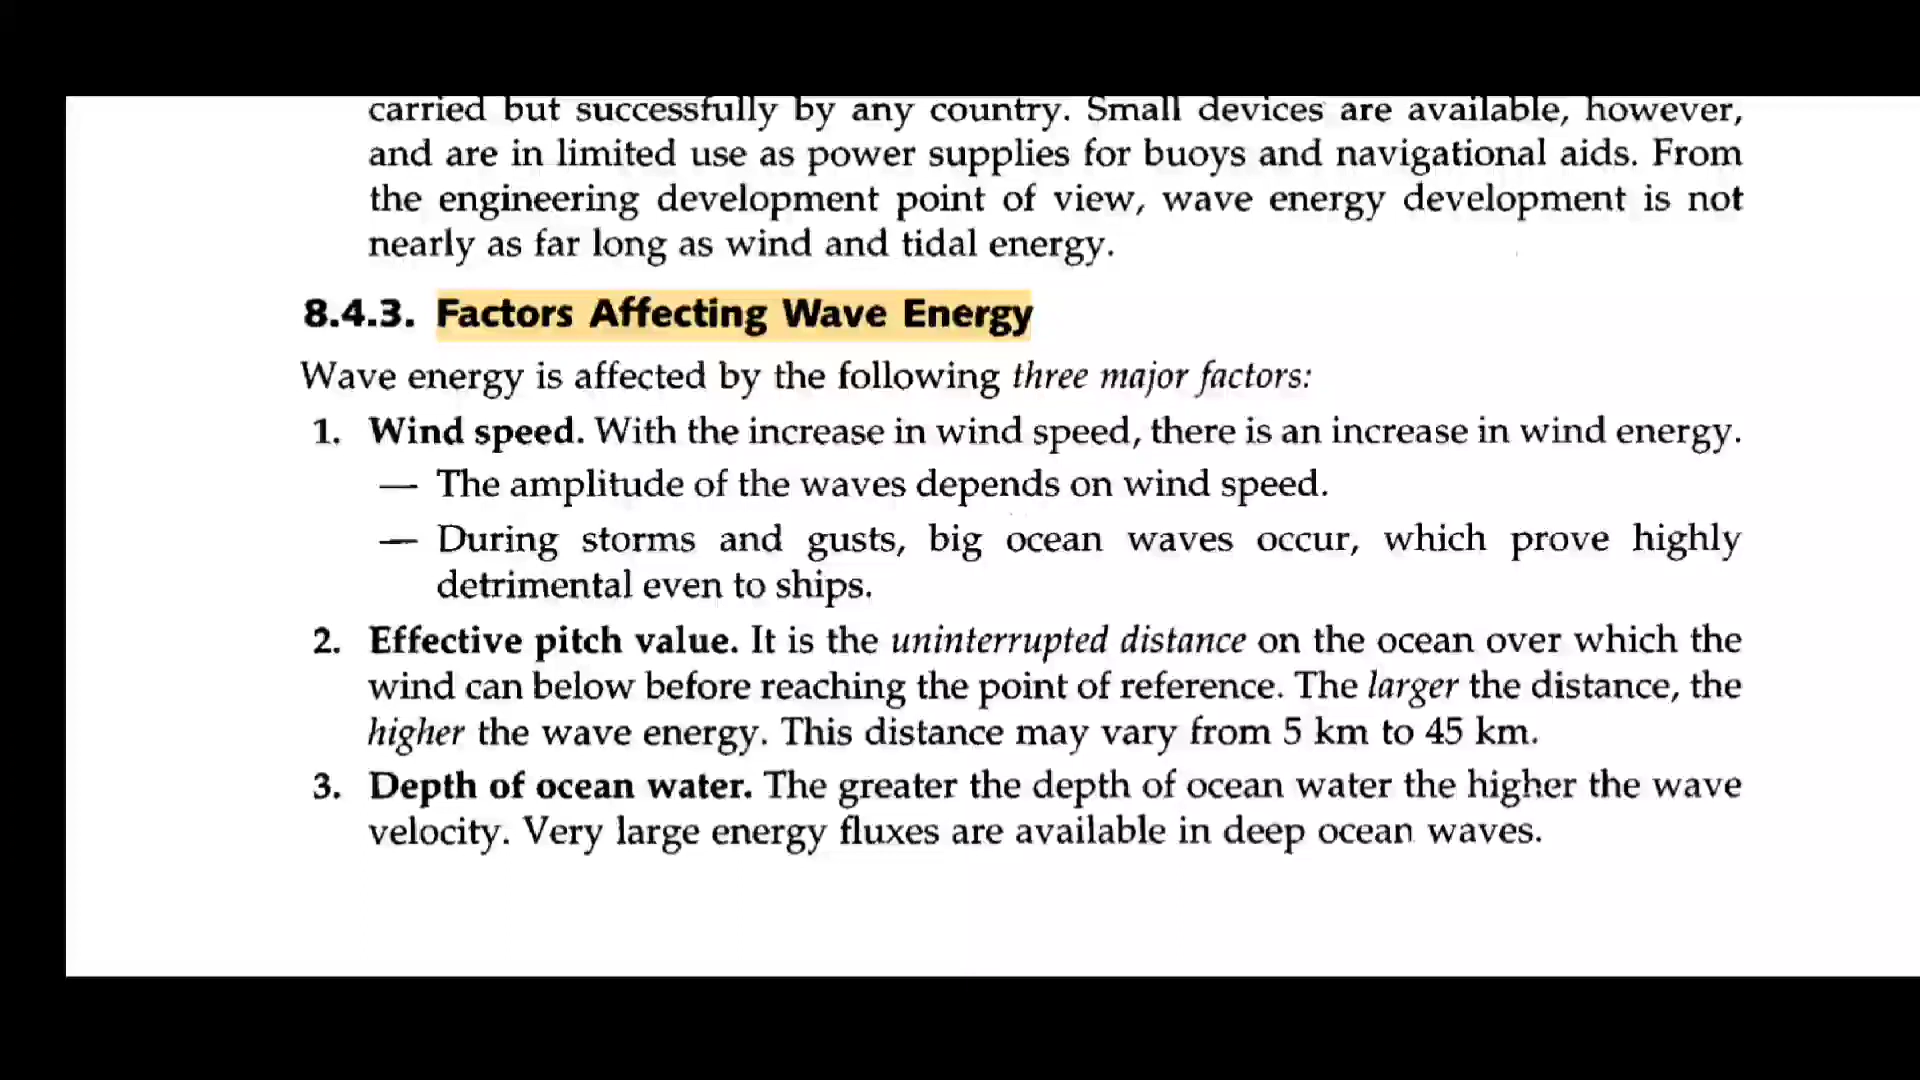 carried but successfully by any country. Small devices are available, however,
and are in limited use as power supplies for buoys and navigational aids. From
the engineering development point of view, wave energy development is not
nearly as far long as wind and tidal energy.
8.4.3. Factors Affecting Wave Energy
Wave energy is affected by the following three major factors:
1. Wind speed. With the increase in wind speed, there is an increase in wind energy.
— The amplitude of the waves depends on wind speed.
— During storms and gusts, big ocean waves occur, which prove highly
detrimental even to ships.
2. Effective pitch value. It is the uninterrupted distance on the ocean over which the
wind can below before reaching the point of reference. The larger the distance, the
higher the wave energy. This distance may vary from 5 km to 45 km.
3. Depth of ocean water. The greater the depth of ocean water the higher the wave
velocity. Very large energy fluxes are available in deep ocean waves.